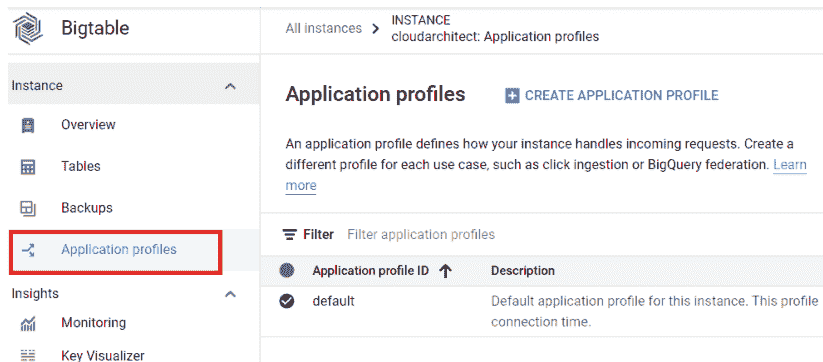 Bigtable
All instances
INSTANCE
cloudarchitect: Application profiles
Instance
Overview
Tables
Backups
Application profiles
Insights
Monitoring
Key Visualizer
Application profiles
CREATE APPLICATION PROFILE
An application profile defines how your instance handles incoming requests. Create a
different profile for each use case, such as click ingestion or BigQuery federation. Learn
more
Filter Filter application profiles
Application profile ID Description
default Default application profile for this instance. This profile
connection time.